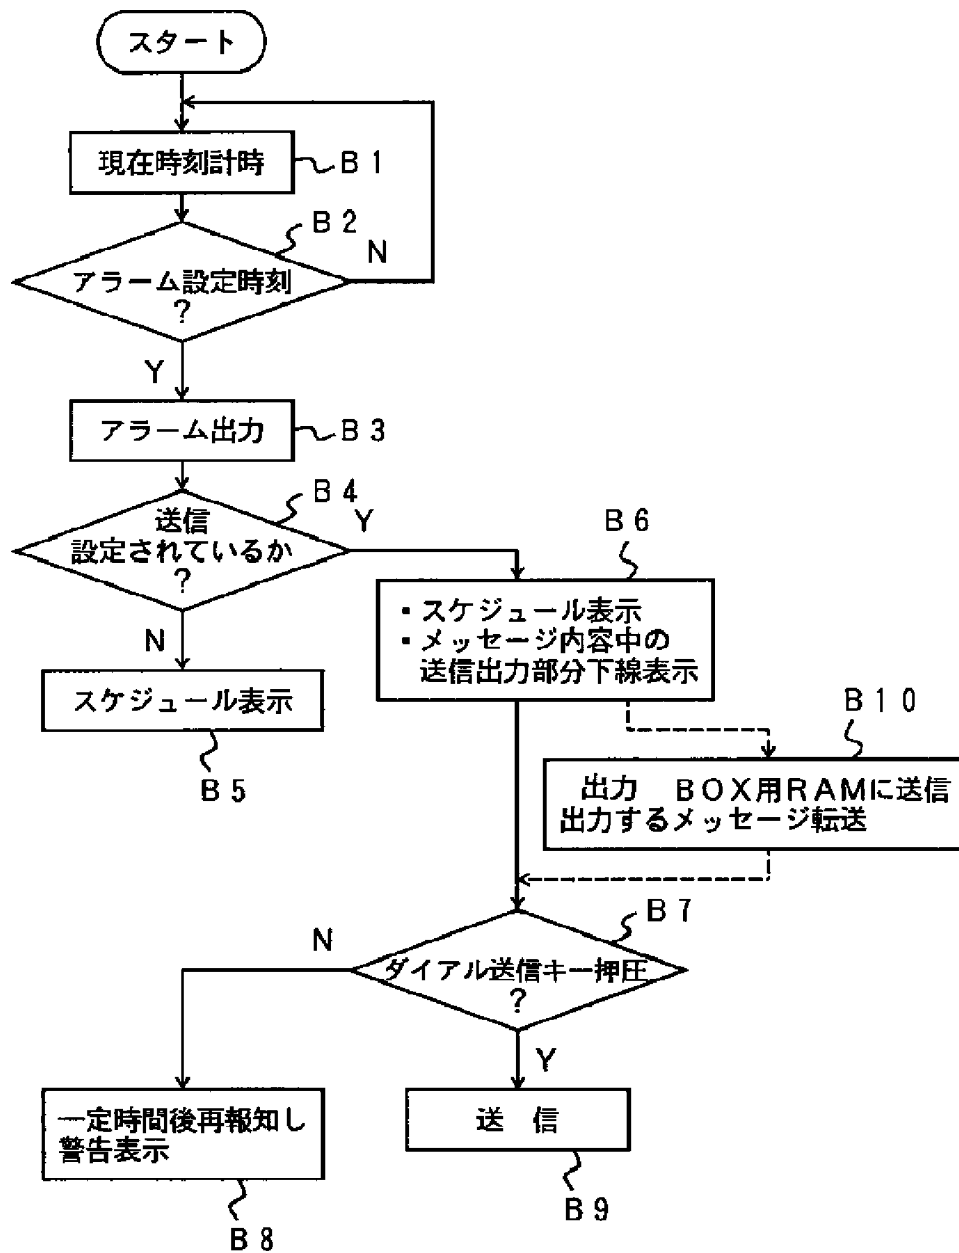 スタート
現在時刻計時
B1
B2
N
アラーム設定時刻
?
Y
アラーム出力
B3
B4
Y
送信
設定されているか
?
N
スケジュール表示
B5
B6
・スケジュール表示
・メッセージ内容中の
送信出力部分下線表示
B10
出力 BOX用RAMに送信
出力するメッセージ転送
B7
N
ダイアル送信キー押圧
?
Y
一定時間後再報知し
警告表示
B8
送 信
B9